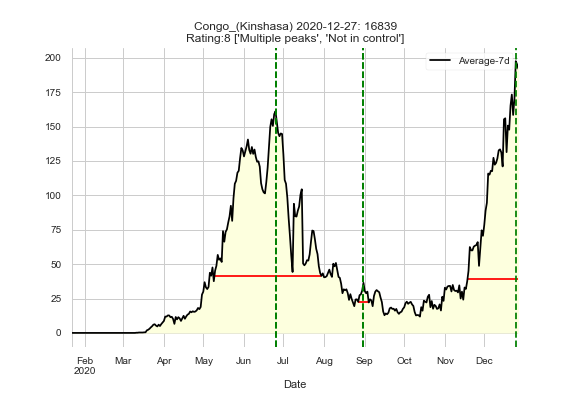 Congo_(Kinshasa) 2020-12-27: 16839
Rating:8 ['Multiple peaks', 'Not in control']
Average-7d
200
175
150
125
100
75
50
25
0
Feb Mar Apr May Jun Jul Aug Sep Oct Nov Dec
2020
Date